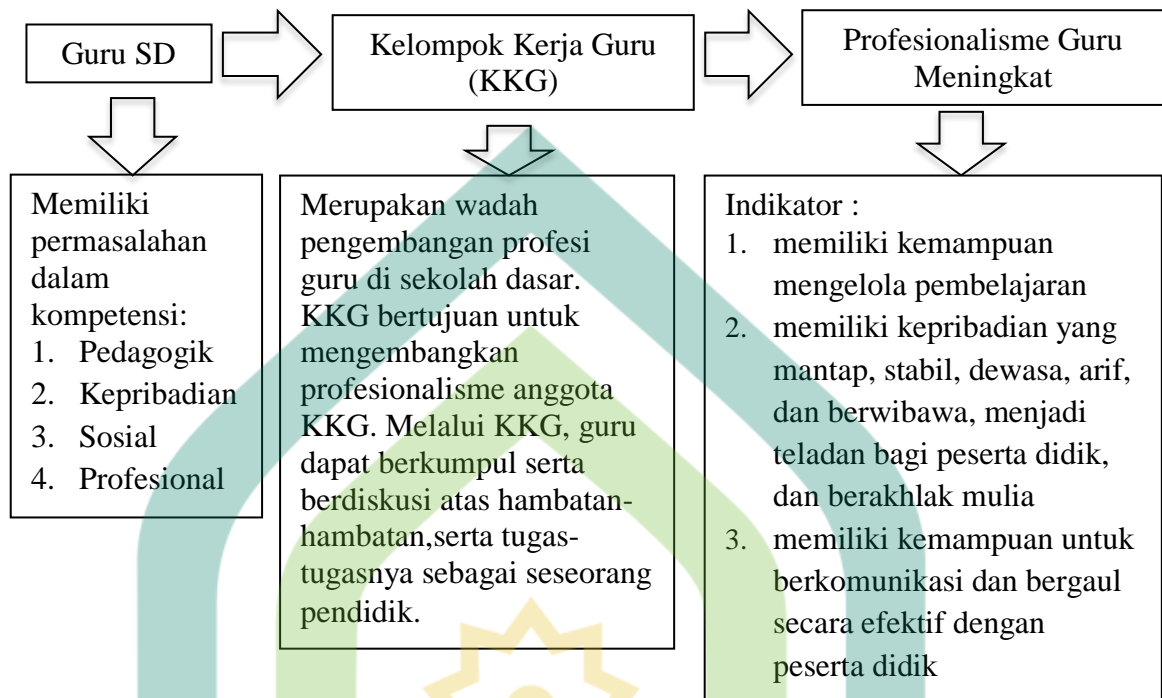 Guru SD
Kelompok Kerja Guru
(KKG)
Profesionalisme Guru
Meningkat
Memiliki
permasalahan
dalam
kompetensi:
1. Pedagogik
2. Kepribadian
3. Sosial
4. Profesional
Merupakan wadah
pengembangan profesi
guru di sekolah dasar.
KKG bertujuan untuk
mengembangkan
profesionalisme anggota
KKG. Melalui KKG, guru
dapat berkumpul serta
berdiskusi atas hambatan-
hambatan,serta tugas-
tugasnya sebagai seseorang
pendidik.
Indikator :
1. memiliki kemampuan
mengelola pembelajaran
2. memiliki kepribadian yang
mantap, stabil, dewasa, arif,
dan berwibawa, menjadi
teladan bagi peserta didik,
dan berakhlak mulia
3. memiliki kemampuan untuk
berkomunikasi dan bergaul
secara efektif dengan
peserta didik